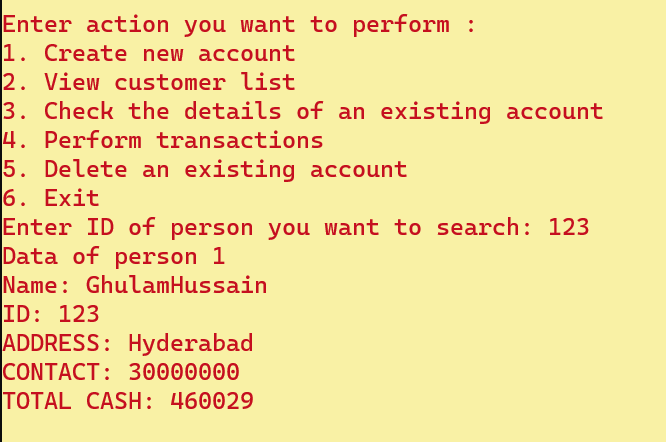 Enter action you want to perform :
1. Create new account
2. View customer list
3. Check the details of an existing account
4. Perform transactions
5. Delete an existing account
6. Exit
Enter ID of person you want to search: 123
Data of person 1
Name: GhulamHussain
ID: 123
ADDRESS: Hyderabad
CONTACT: 30000000
TOTAL CASH: 460029